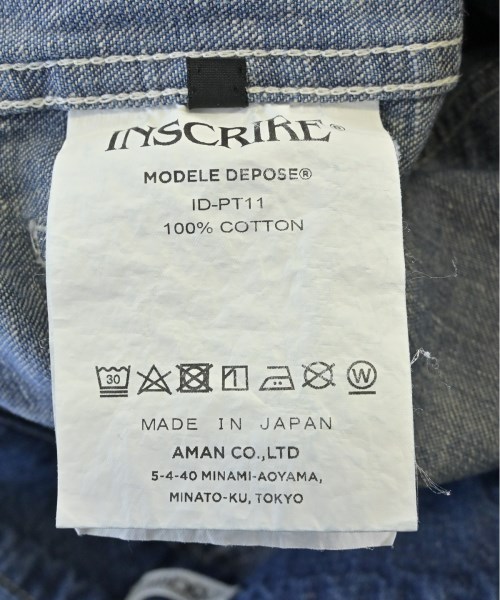 INSCRIRE®
MODELE DEPOSE®
ID-PT11
100% COTTON
30
W
MADE IN JAPAN
AMAN CO.,LTD
5-4-40 MINAMI-AOYAMA,
MINATO-KU, TOKYO